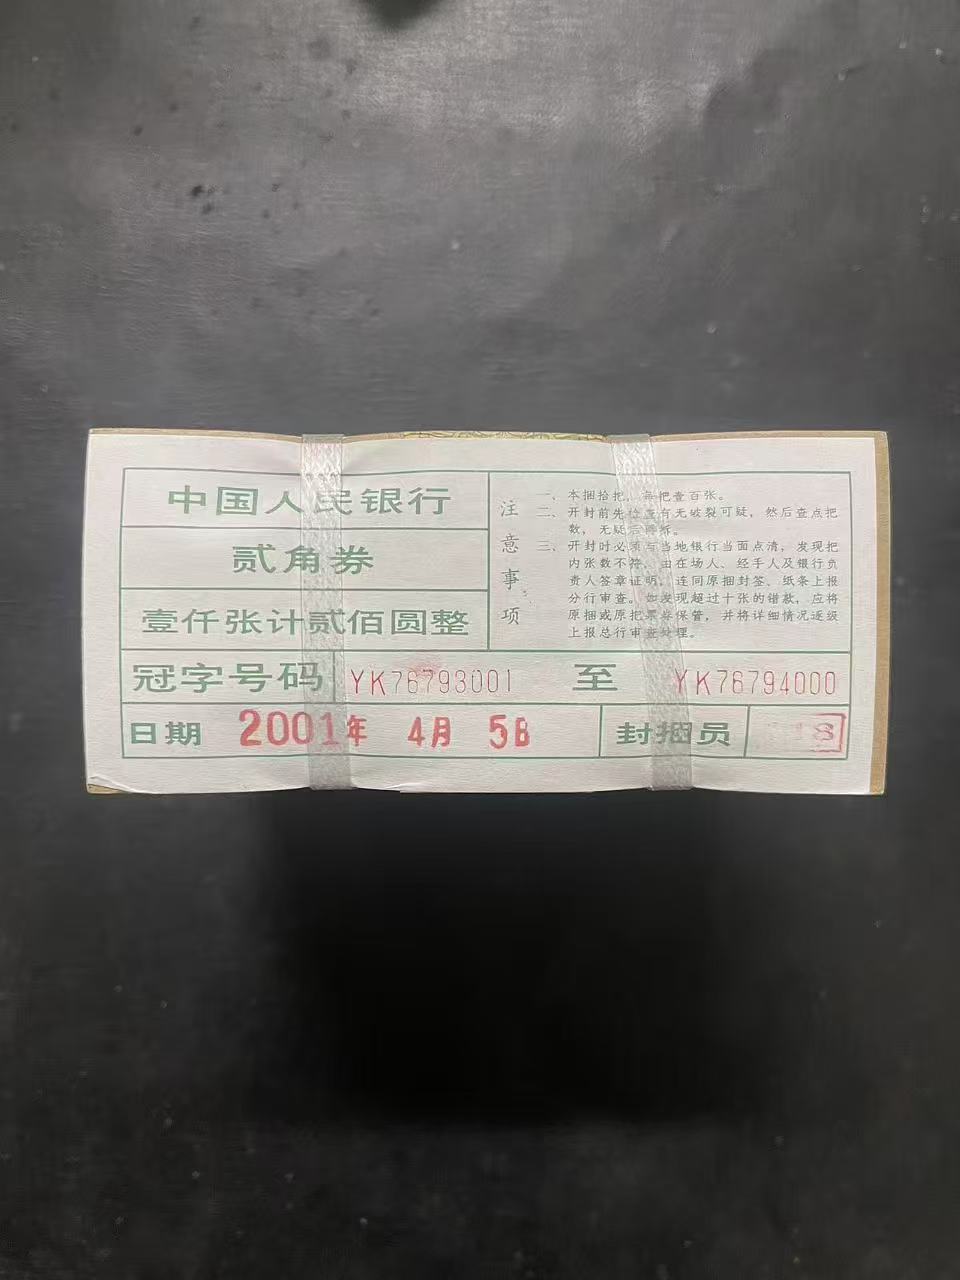 中国人民银行
贰角券
壹仟张计贰佰圆整
注意事项
一、本捆拾把，每把壹百张。
二、开封前先检查有无破裂可疑，然后查点把
数，无疑后再拆。
三、开封时必须与当地银行当面点清，发现把
内张数不符，由在场人、经手人及银行负
责人签章证明，连同原捆封签、纸条上报
分行审查。如发现超过十张的错款，应将
原捆或原把票券保管，并将详细情况逐级
上报总行审查处理。
冠字号码 YK76793001 至 YK76794000
日期 2001年 4月 5日 封捆员 8